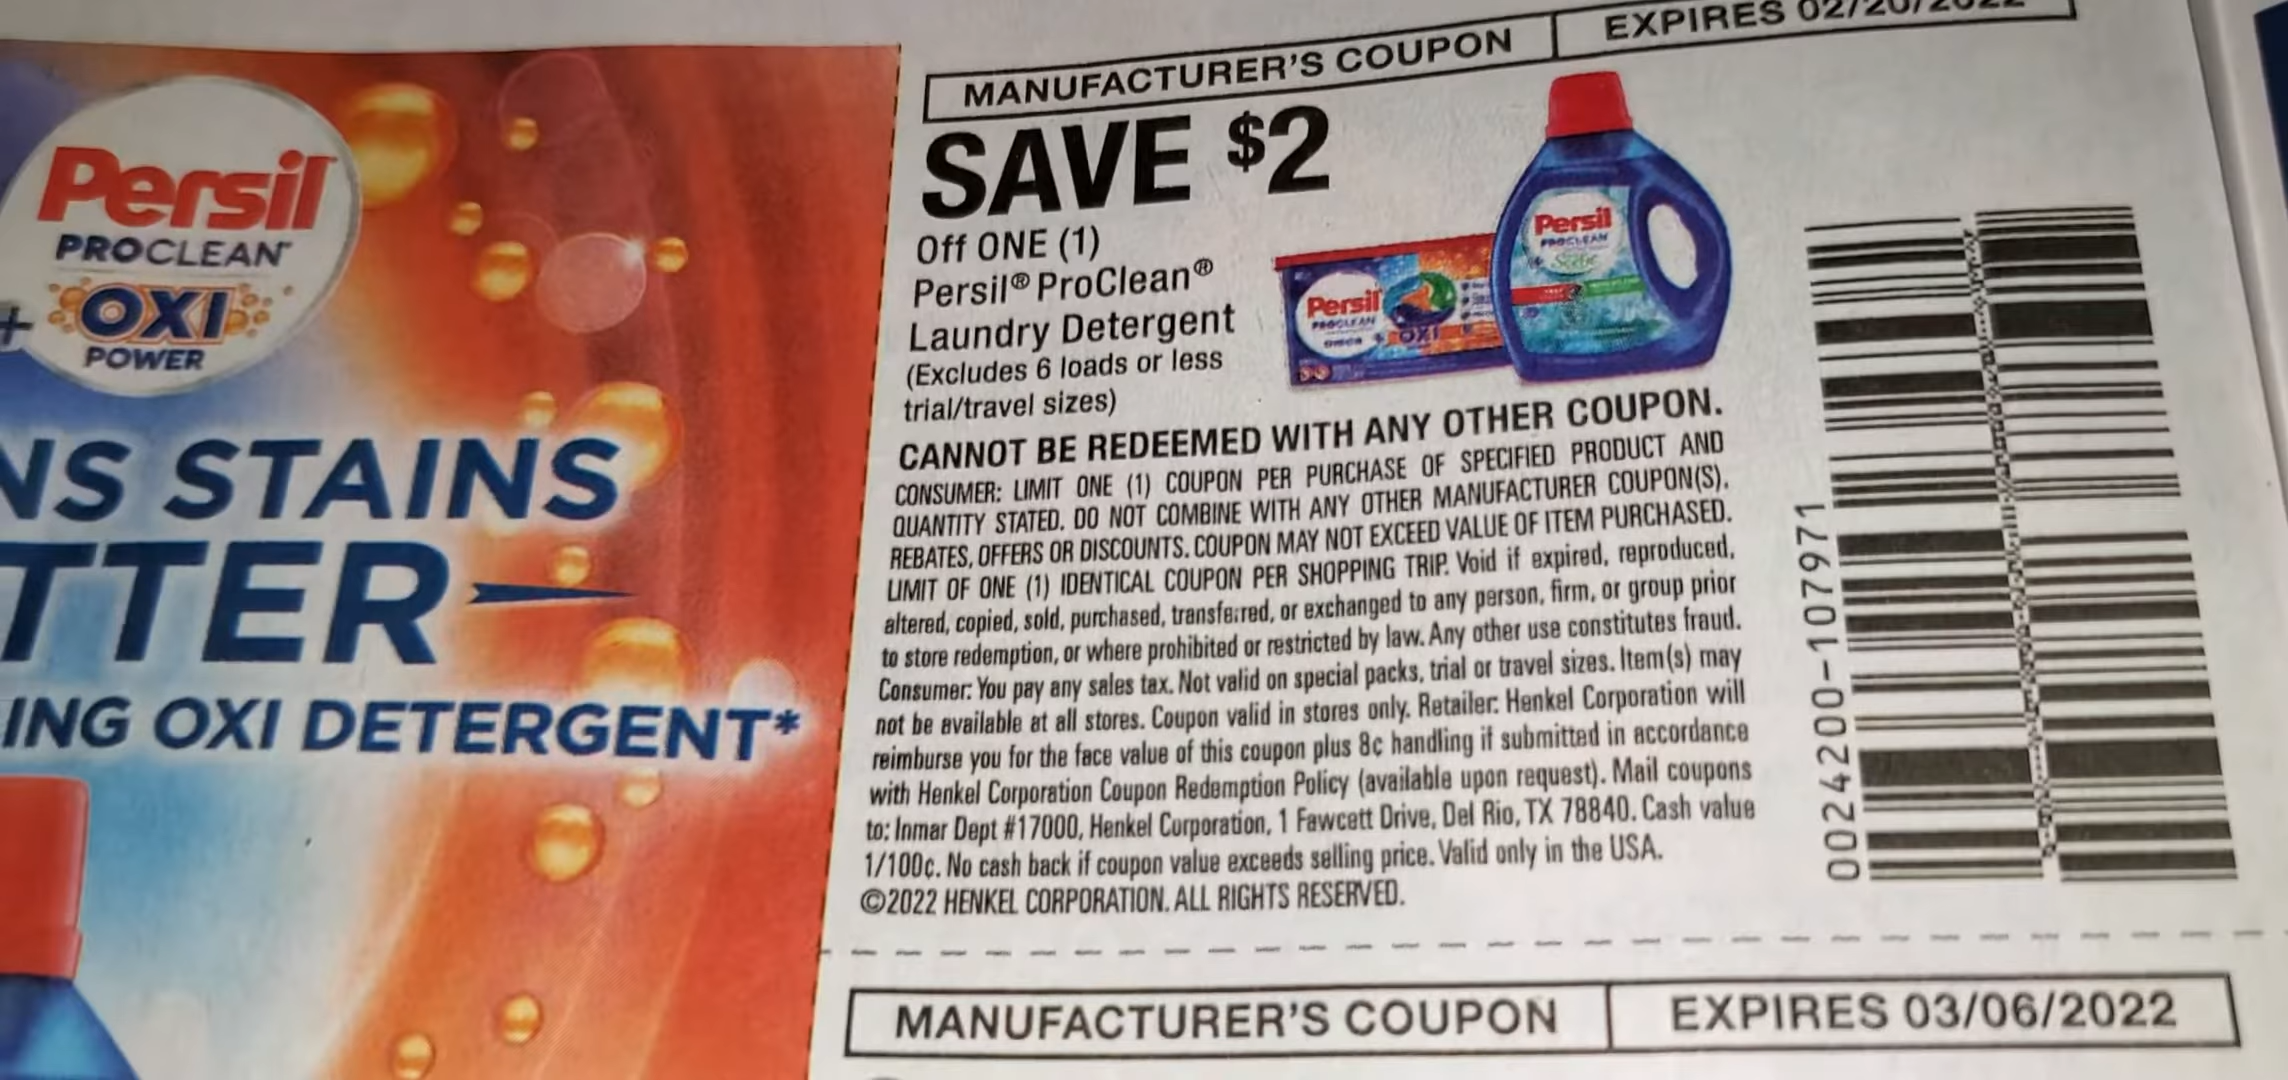 Persil
PROCLEAN
+ OXI
POWER
NS STAINS
TTER
ING OXI DETERGENT*
MANUFACTURER'S COUPON
EXPIRES 02/20/2022
SAVE $2
Off ONE (1)
Persil® ProClean®
Laundry Detergent
(Excludes 6 loads or less
trial/travel sizes)
Persil
PROCLEAN
OXI
Persil
PROCLEAN
CANNOT BE REDEEMED WITH ANY OTHER COUPON.
CONSUMER: LIMIT ONE (1) COUPON PER PURCHASE OF SPECIFIED PRODUCT AND
QUANTITY STATED. DO NOT COMBINE WITH ANY OTHER MANUFACTURER COUPON(S).
REBATES, OFFERS OR DISCOUNTS. COUPON MAY NOT EXCEED VALUE OF ITEM PURCHASED.
LIMIT OF ONE (1) IDENTICAL COUPON PER SHOPPING TRIP. Void if expired, reproduced,
altered, copied, sold, purchased, transferred, or exchanged to any person, firm, or group prior
to store redemption, or where prohibited or restricted by law. Any other use constitutes fraud.
Consumer: You pay any sales tax. Not valid on special packs, trial or travel sizes. Item(s) may
not be available at all stores. Coupon valid in stores only. Retailer: Henkel Corporation will
reimburse you for the face value of this coupon plus 8¢ handling if submitted in accordance
with Henkel Corporation Coupon Redemption Policy (available upon request). Mail coupons
to: Inmar Dept #17000, Henkel Corporation, 1 Fawcett Drive, Del Rio, TX 78840. Cash value
1/100¢. No cash back if coupon value exceeds selling price. Valid only in the USA.
©2022 HENKEL CORPORATION. ALL RIGHTS RESERVED.
0024200-107971
MANUFACTURER'S COUPON
EXPIRES 03/06/2022